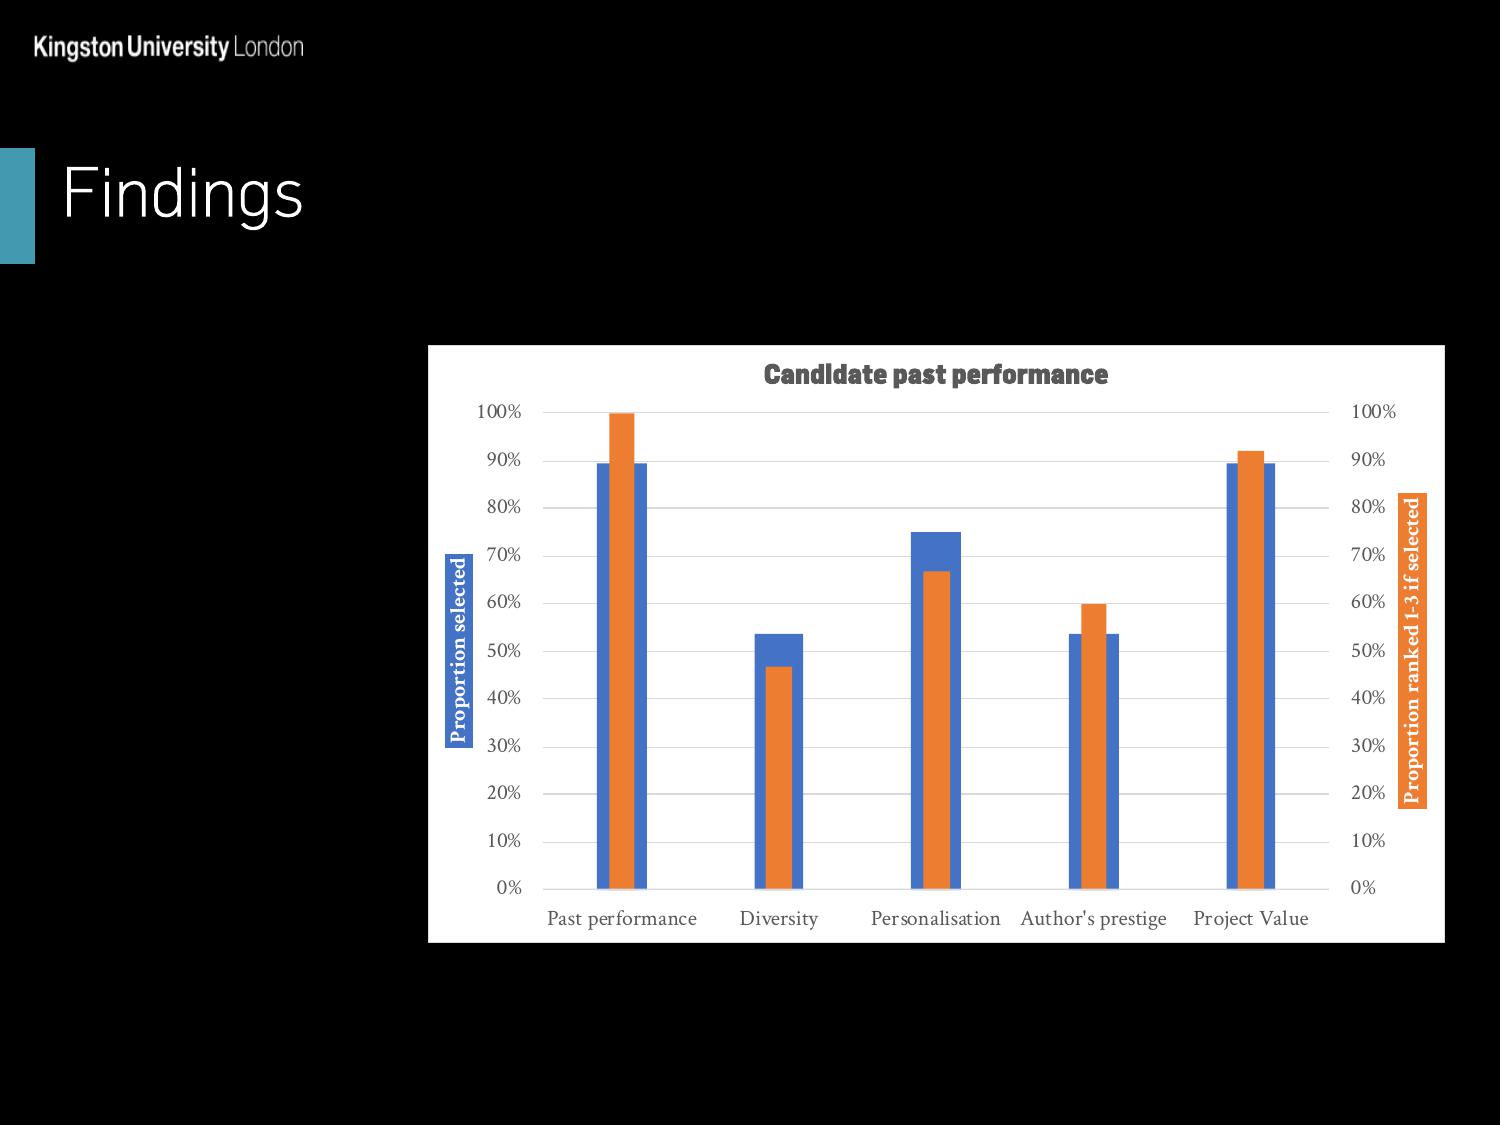 Kingston University London
Findings
Candidate past performance
100% 100%
90% 90%
80% 80%
70% 70%
60% 60%
50% 50%
40% 40%
30% 30%
20% 20%
10% 10%
0% 0%
Proportion selected
Proportion ranked 1-3 if selected
Past performance Diversity Personalisation Author's prestige Project Value